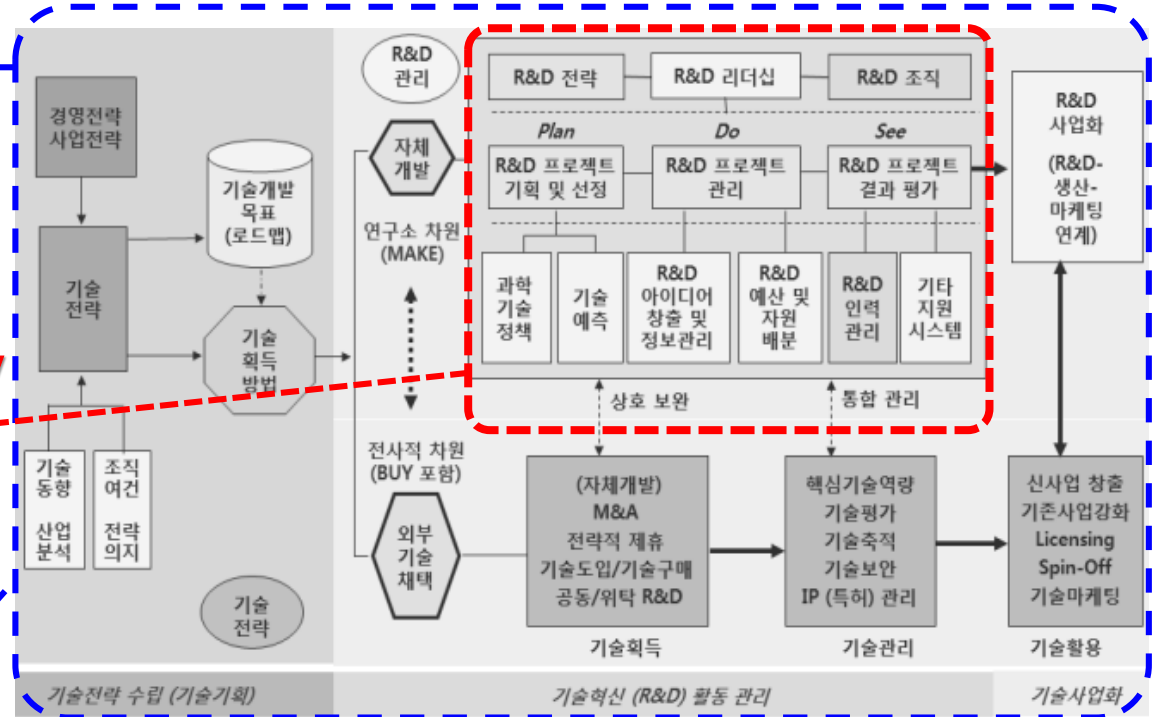 경영전략
사업전략
기술
전략
기술개발
목표
(로드맵)
기술
획득
방법
기술
동향
산업
분석
조직
여건
전략
의지
기술
전략
R&D
관리
자체
개발
연구소 차원
(MAKE)
전사적 차원
(BUY 포함)
외부
기술
채택
R&D 전략
R&D 리더십
R&D 조직
Plan
Do
See
R&D 프로젝트
기획 및 선정
R&D 프로젝트
관리
R&D 프로젝트
결과 평가
과학
기술
정책
기술
예측
R&D
아이디어
창출 및
정보관리
R&D
예산 및
자원
배분
R&D
인력
관리
기타
지원
시스템
상호 보완
통합 관리
R&D
사업화
(R&D-
생산-
마케팅
연계)
(자체개발)
M&A
전략적 제휴
기술도입/기술구매
공동/위탁 R&D
기술획득
핵심기술역량
기술평가
기술축적
기술보안
IP (특허) 관리
기술관리
신사업 창출
기존사업강화
Licensing
Spin-Off
기술마케팅
기술활용
기술전략 수립 (기술기획)
기술혁신 (R&D) 활동 관리
기술사업화